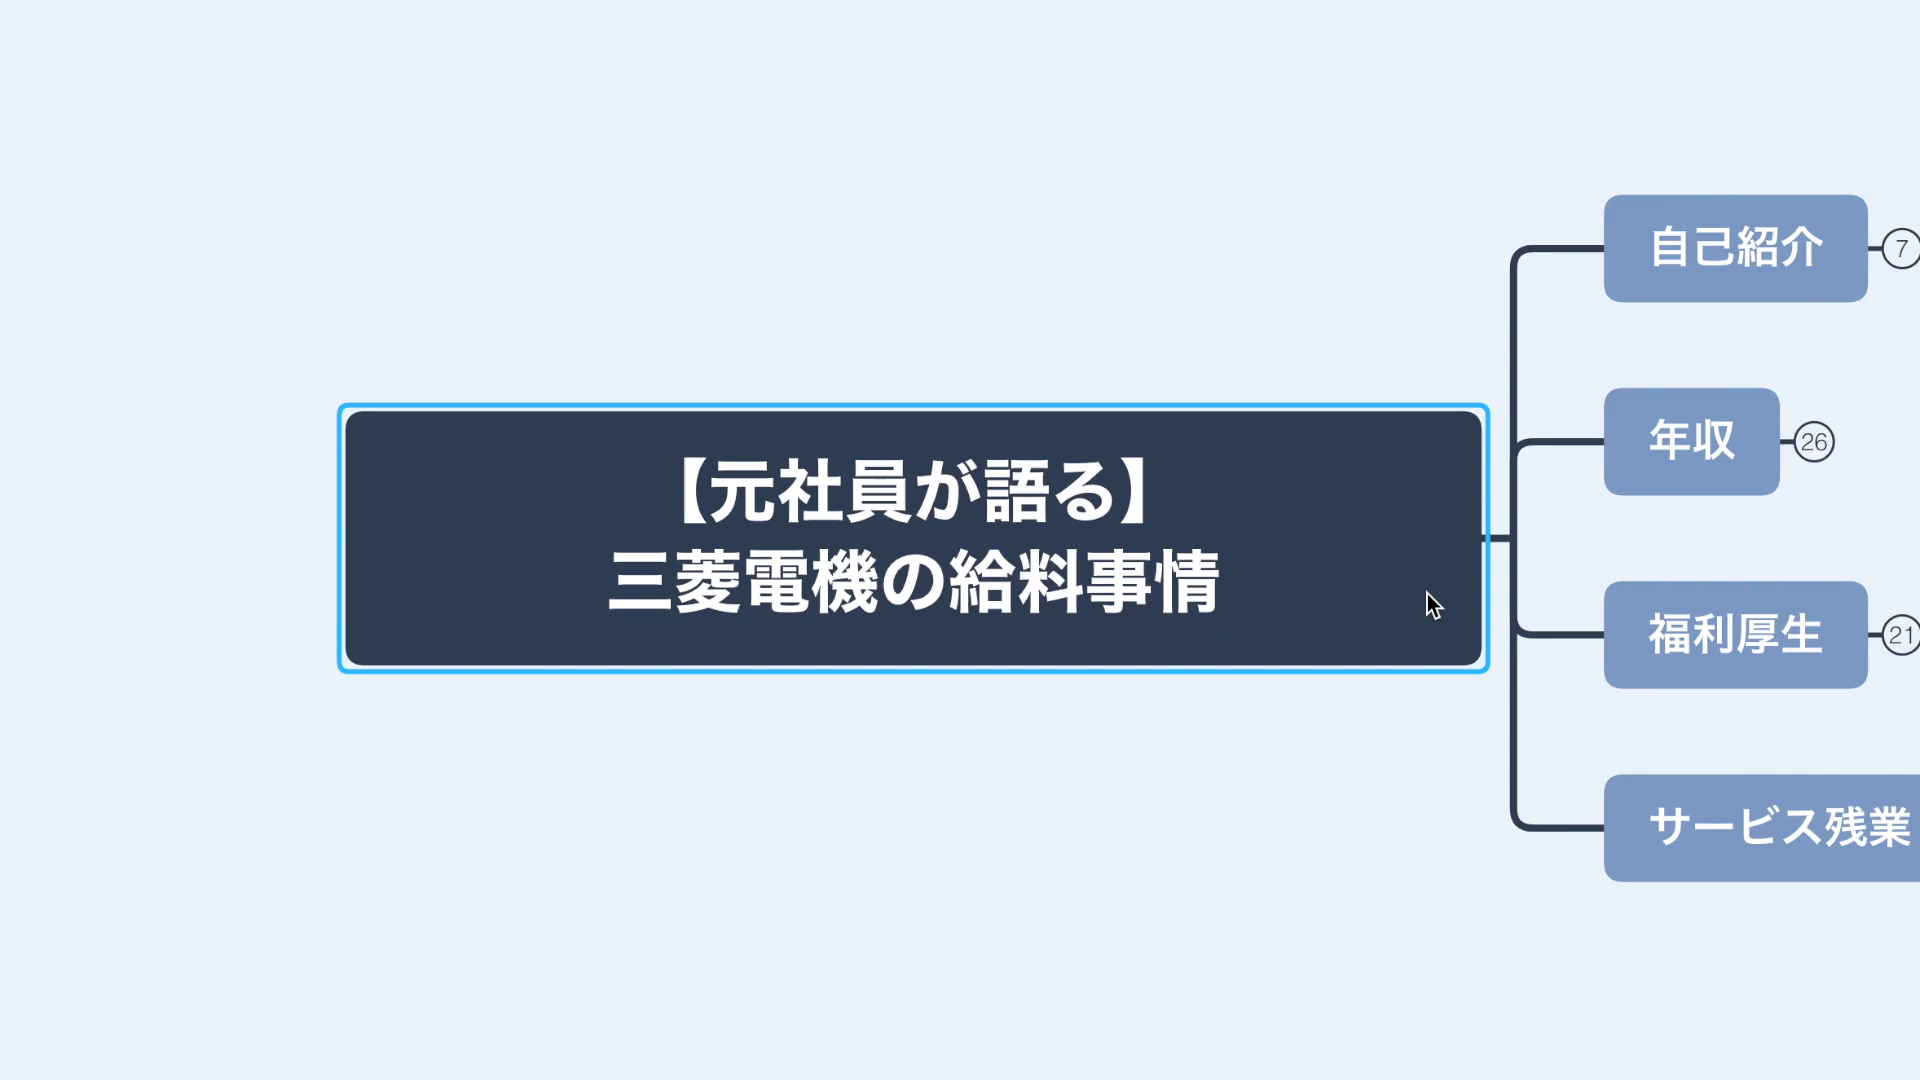 【元社員が語る】
三菱電機の給料事情
自己紹介
7
年収
26
福利厚生
21
サービス残業